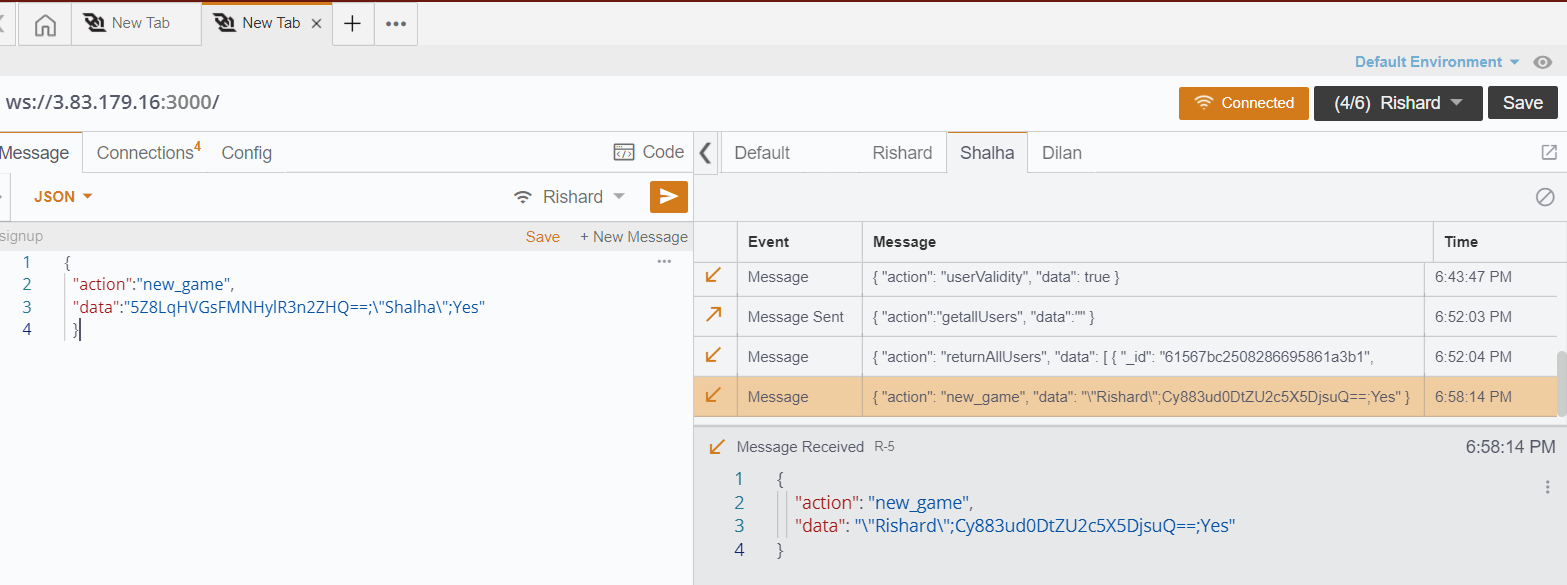 New Tab
New Tab ×
Default Environment
ws://3.83.179.16:3000/
Connected
(4/6) Rishard
Save
Message
Connections4
Config
Code
Default
Rishard
Shalha
Dilan
JSON
Rishard
signup
Save
+ New Message
1 {
2 "action":"new_game",
3 "data":"5Z8LqHVGsFMNHylR3n2ZHQ==;\"Shalha\";Yes"
4 }
Event Message Time
Message { "action": "userValidity", "data": true } 6:43:47 PM
Message Sent { "action":"getallUsers", "data":"" } 6:52:03 PM
Message { "action": "returnAllUsers", "data": [ { "_id": "61567bc2508286695861a3b1", 6:52:04 PM
Message { "action": "new_game", "data": "\"Rishard\";Cy883ud0DtZU2c5X5DjsuQ==;Yes" } 6:58:14 PM
Message Received R-5 6:58:14 PM
1 {
2 "action": "new_game",
3 "data": "\"Rishard\";Cy883ud0DtZU2c5X5DjsuQ==;Yes"
4 }